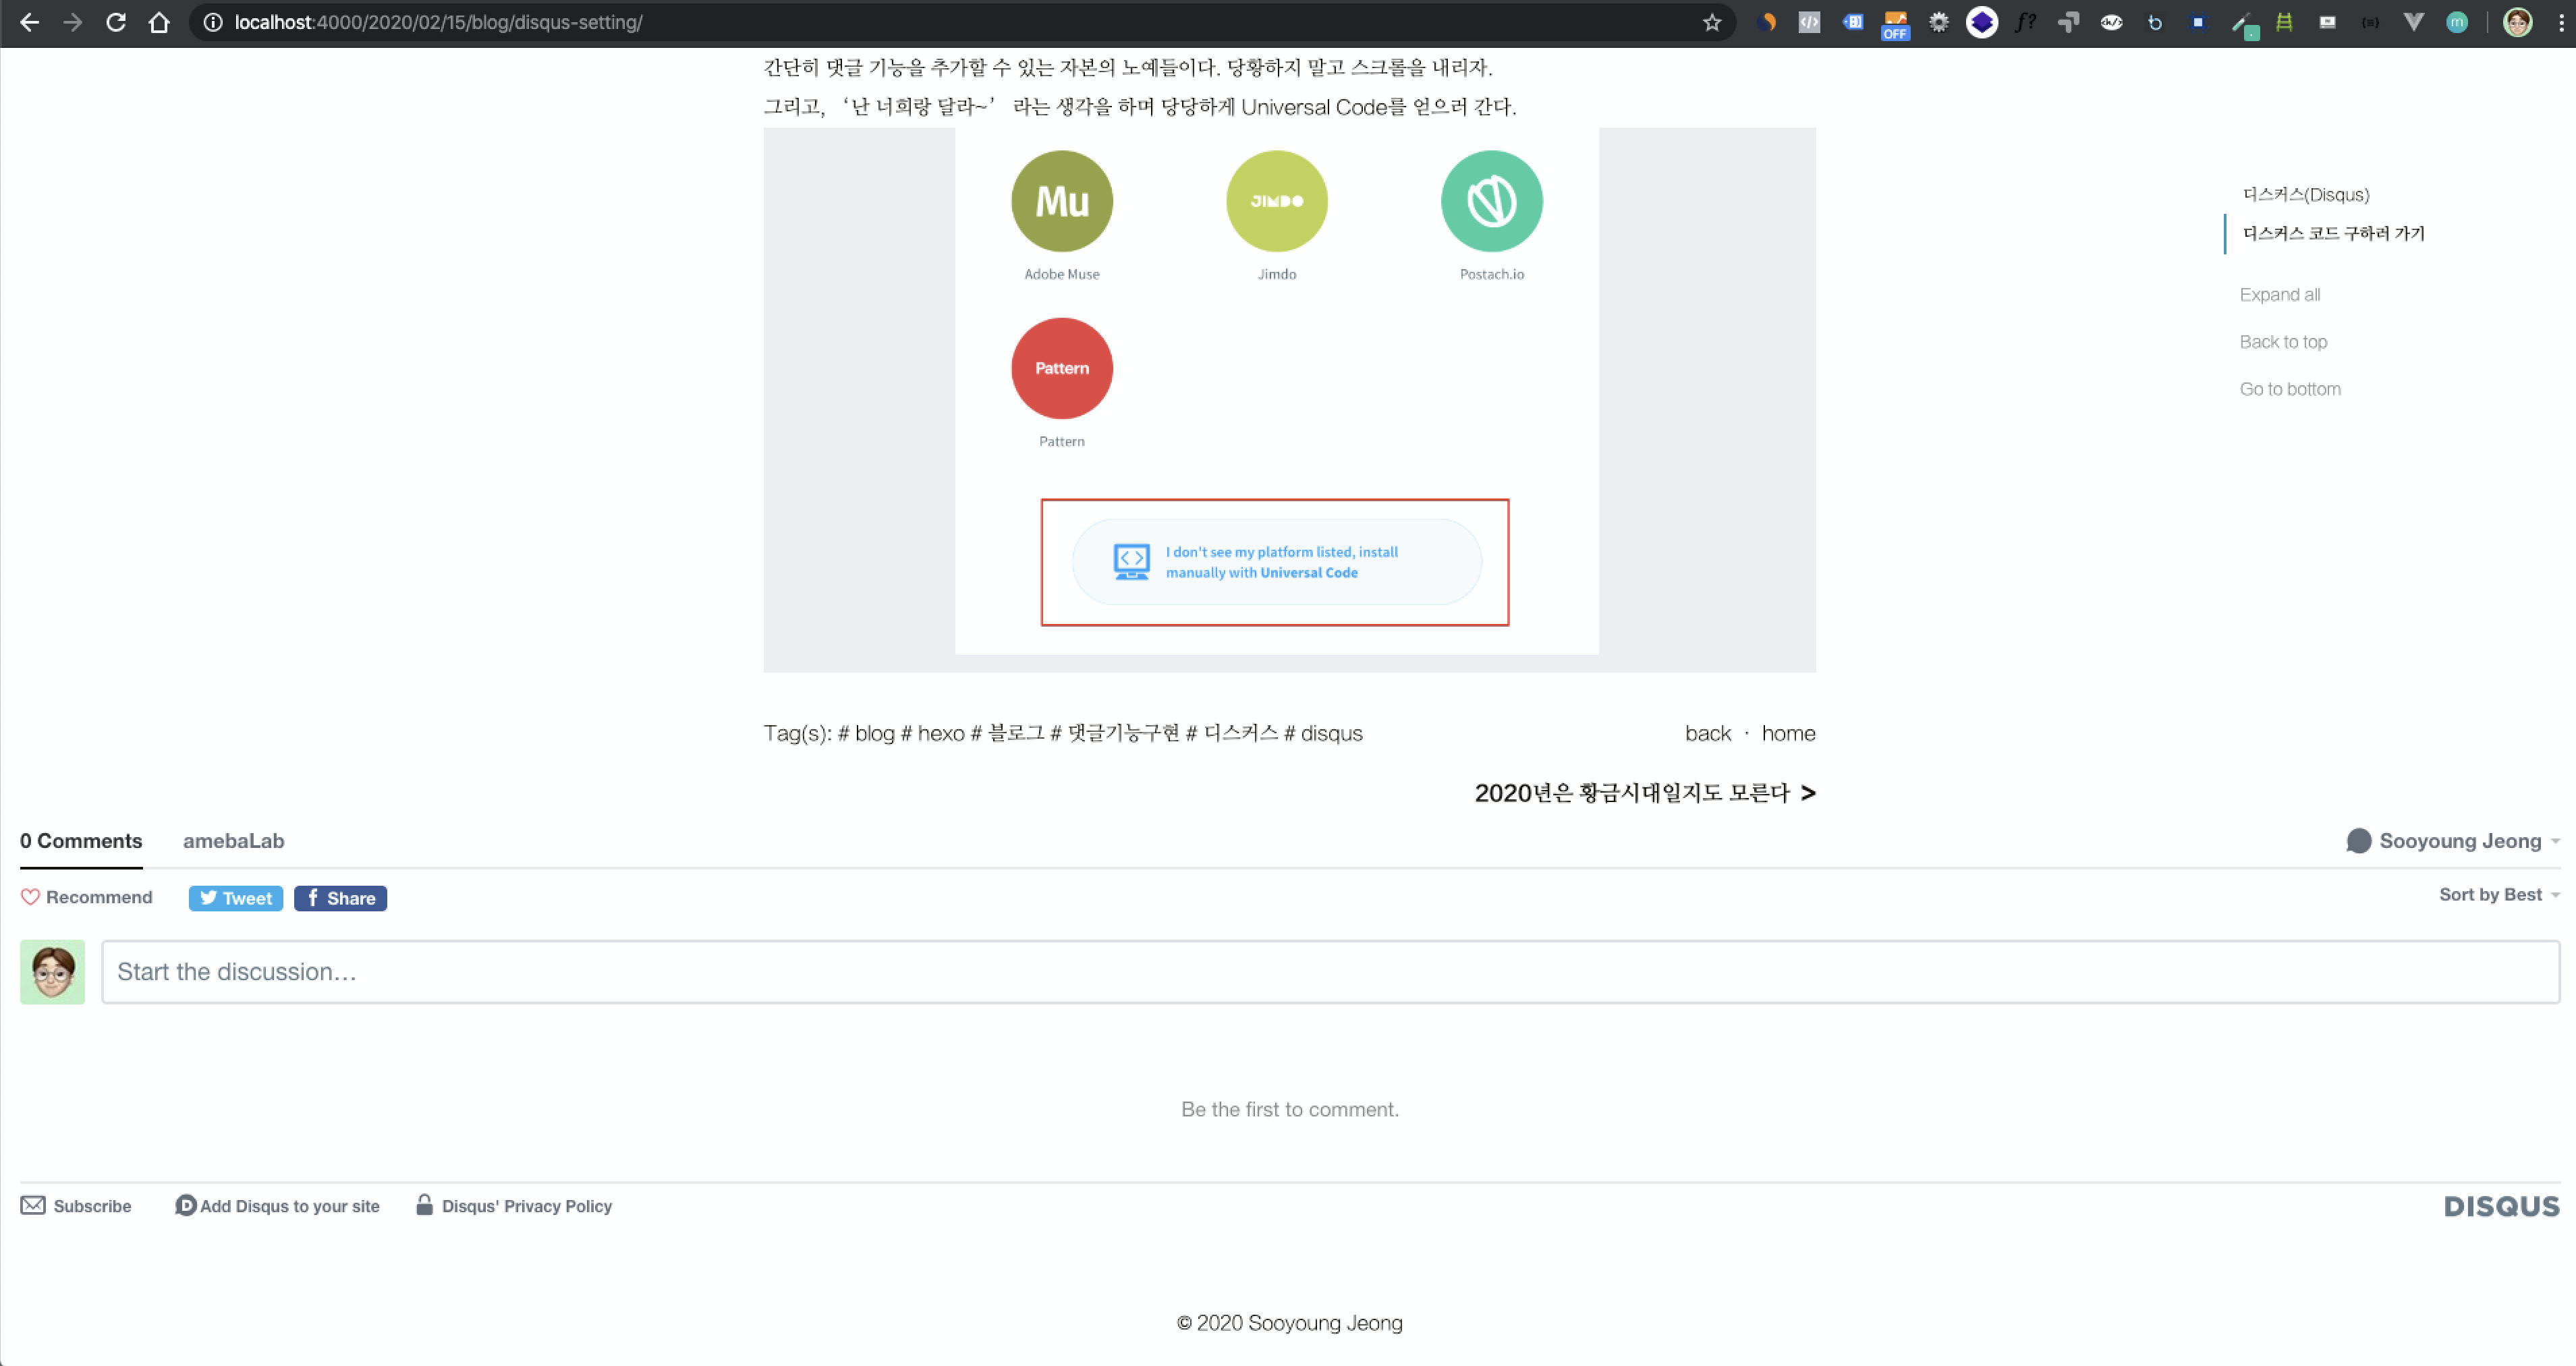 localhost:4000/2020/02/15/blog/disqus-setting/
OFF
간단히 댓글 기능을 추가할 수 있는 자본의 노예들이다. 당황하지 말고 스크롤을 내리자.
그리고, ‘난 너희랑 달라~’ 라는 생각을 하며 당당하게 Universal Code를 얻으러 간다.
Mu
JIMDO
Adobe Muse
Jimdo
Postach.io
Pattern
Pattern
I don't see my platform listed, install
manually with Universal Code
디스커스(Disqus)
디스커스 코드 구하러 가기
Expand all
Back to top
Go to bottom
Tag(s): # blog # hexo # 블로그 # 댓글기능구현 # 디스커스 # disqus
back · home
2020년은 황금시대일지도 모른다 >
0 Comments
amebaLab
Sooyoung Jeong
Recommend
Tweet
Share
Sort by Best
Start the discussion…
Be the first to comment.
Subscribe
Add Disqus to your site
Disqus' Privacy Policy
DISQUS
© 2020 Sooyoung Jeong